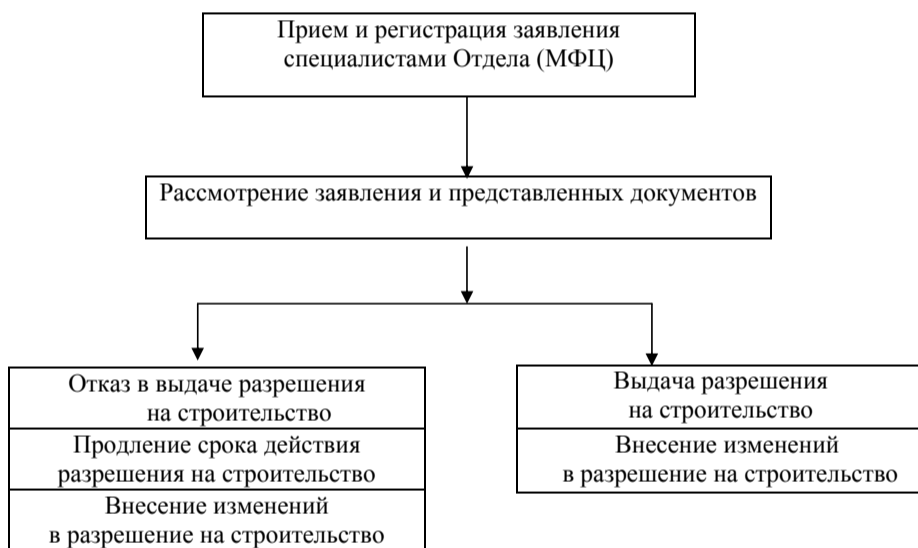 Прием и регистрация заявления
специалистами Отдела (МФЦ)
Рассмотрение заявления и представленных документов
Отказ в выдаче разрешения
на строительство
Продление срока действия
разрешения на строительство
Внесение изменений
в разрешение на строительство
Выдача разрешения
на строительство
Внесение изменений
в разрешение на строительство